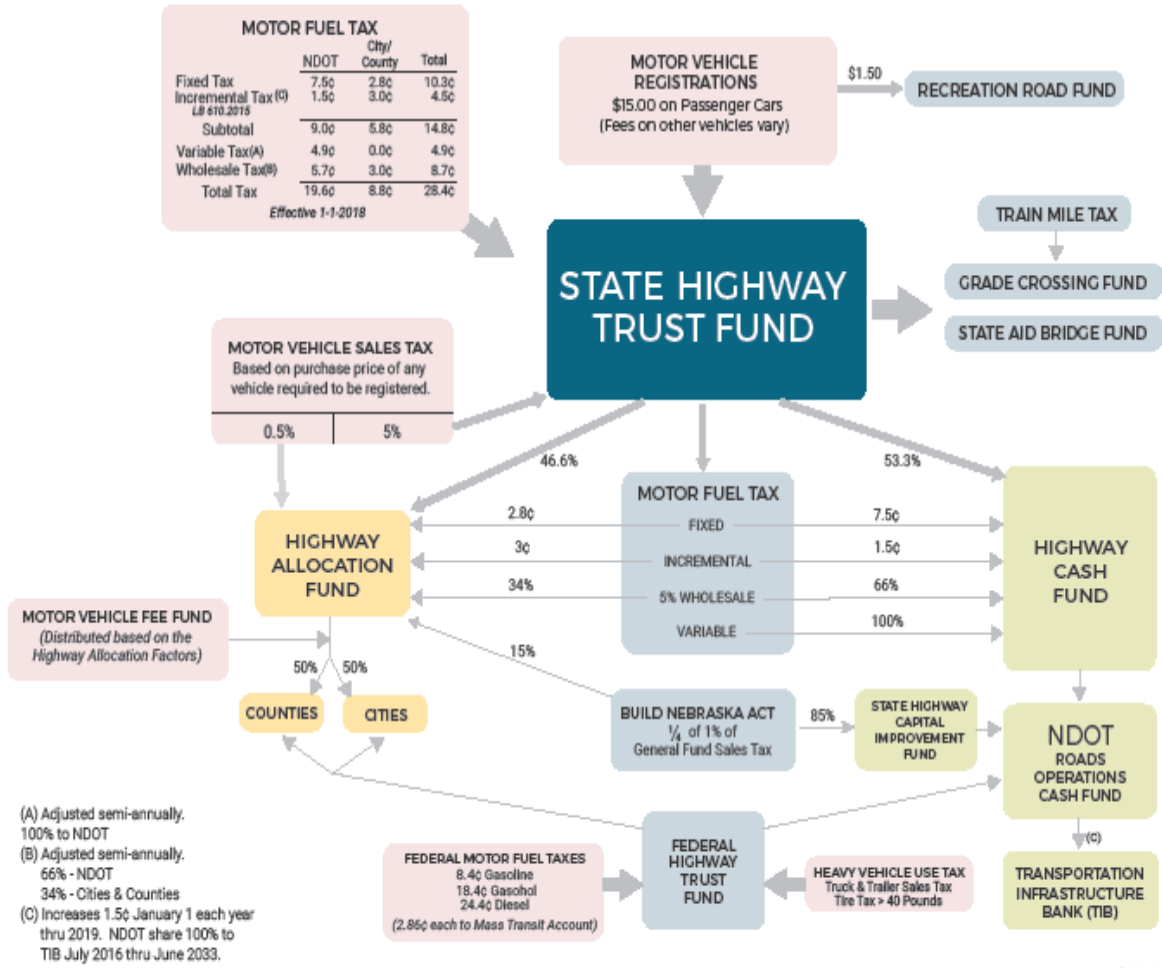 MOTOR FUEL TAX
NDOT City/ County Total
Fixed Tax 7.5¢ 2.8¢ 10.3¢
Incremental Tax (C) 1.5¢ 3.0¢ 4.5¢
LB 610.2015
Subtotal 9.0¢ 5.8¢ 14.8¢
Variable Tax(A) 4.9¢ 0.0¢ 4.9¢
Wholesale Tax(B) 5.7¢ 3.0¢ 8.7¢
Total Tax 19.6¢ 8.8¢ 28.4¢
Effective 1-1-2018
MOTOR VEHICLE
REGISTRATIONS
$15.00 on Passenger Cars
(Fees on other vehicles vary)
$1.50
RECREATION ROAD FUND
TRAIN MILE TAX
GRADE CROSSING FUND
STATE AID BRIDGE FUND
STATE HIGHWAY
TRUST FUND
MOTOR VEHICLE SALES TAX
Based on purchase price of any
vehicle required to be registered.
0.5% 5%
46.6%
53.3%
HIGHWAY
ALLOCATION
FUND
MOTOR FUEL TAX
2.8¢ FIXED 7.5¢
3¢ INCREMENTAL 1.5¢
34% 5% WHOLESALE 66%
VARIABLE 100%
HIGHWAY
CASH
FUND
MOTOR VEHICLE FEE FUND
(Distributed based on the
Highway Allocation Factors)
50% 50%
COUNTIES
CITIES
15%
BUILD NEBRASKA ACT
¼ of 1% of
General Fund Sales Tax
85%
STATE HIGHWAY
CAPITAL
IMPROVEMENT
FUND
NDOT
ROADS
OPERATIONS
CASH FUND
(C)
TRANSPORTATION
INFRASTRUCTURE
BANK (TIB)
FEDERAL MOTOR FUEL TAXES
8.4¢ Gasoline
18.4¢ Gasohol
24.4¢ Diesel
(2.86¢ each to Mass Transit Account)
FEDERAL
HIGHWAY
TRUST
FUND
HEAVY VEHICLE USE TAX
Truck & Trailer Sales Tax
Tire Tax > 40 Pounds
(A) Adjusted semi-annually.
100% to NDOT
(B) Adjusted semi-annually.
66% - NDOT
34% - Cities & Counties
(C) Increases 1.5¢ January 1 each year
thru 2019. NDOT share 100% to
TIB July 2016 thru June 2033.